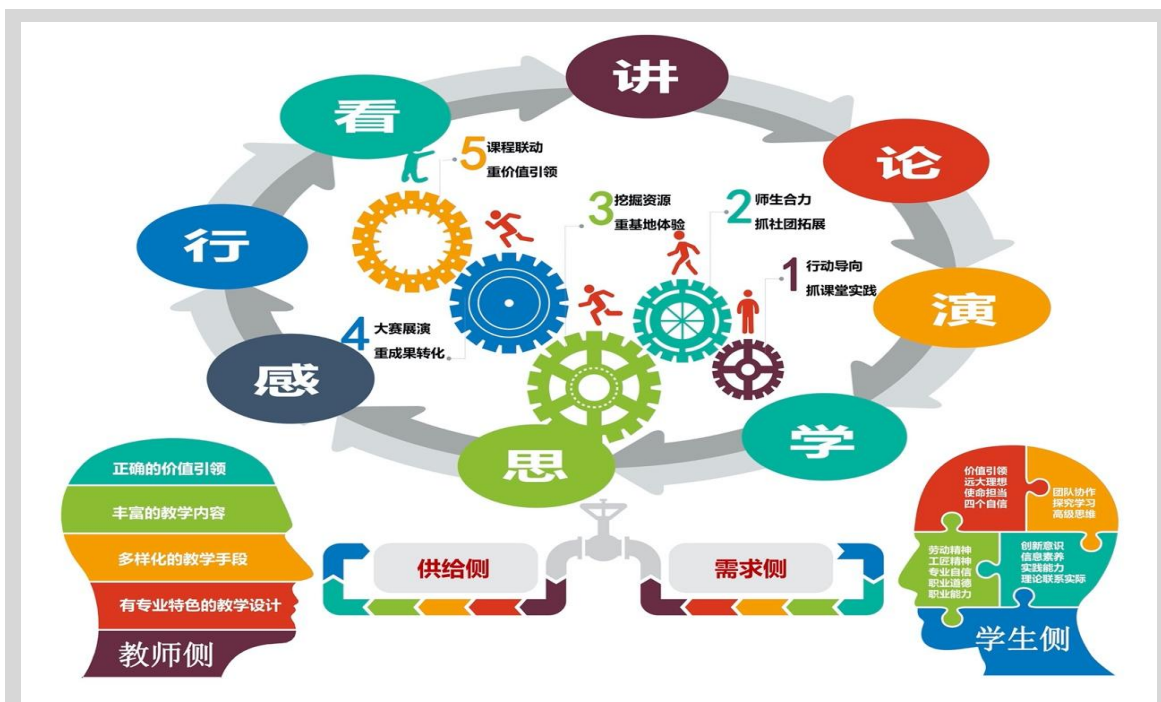 讲
看
论
5
课程联动
重价值引领
3
挖掘资源
重基地体验
2
师生合力
抓社团拓展
行
1
行动导向
抓课堂实践
演
4
大赛展演
重成果转化
感
学
思
正确的价值引领
丰富的教学内容
多样化的教学手段
有专业特色的教学设计
教师侧
供给侧
需求侧
价值引领
远大理想
使命担当
四个自信
团队协作
探究学习
高级思维
劳动精神
工匠精神
专业自信
职业道德
职业能力
创新意识
信息素养
实践能力
理论联系实际
学生侧